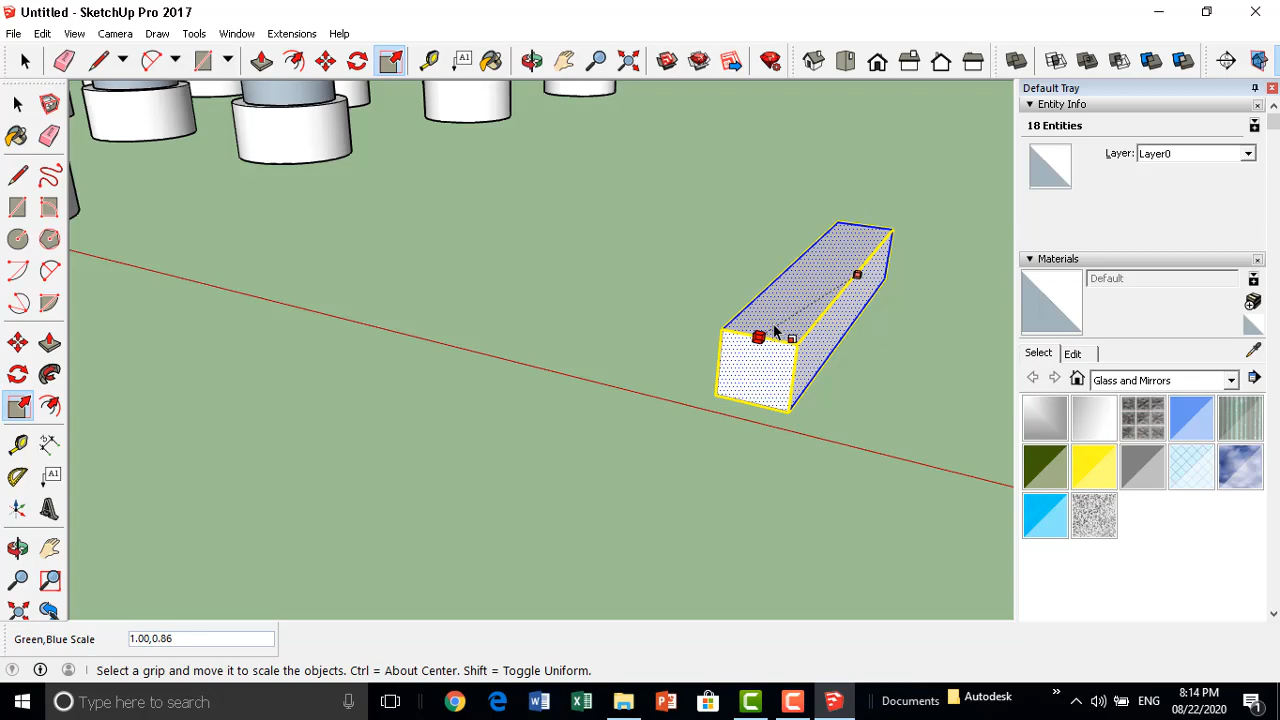 Untitled - SketchUp Pro 2017
File Edit View Camera Draw Tools Window Extensions Help
A1
Default Tray
Entity Info
18 Entities
Layer: Layer0
Materials
Default
Select Edit
Glass and Mirrors
A1
Green,Blue Scale 1.00,0.86
Select a grip and move it to scale the objects. Ctrl = About Center. Shift = Toggle Uniform.
Type here to search
Documents Autodesk
ENG
8:14 PM
08/22/2020
1